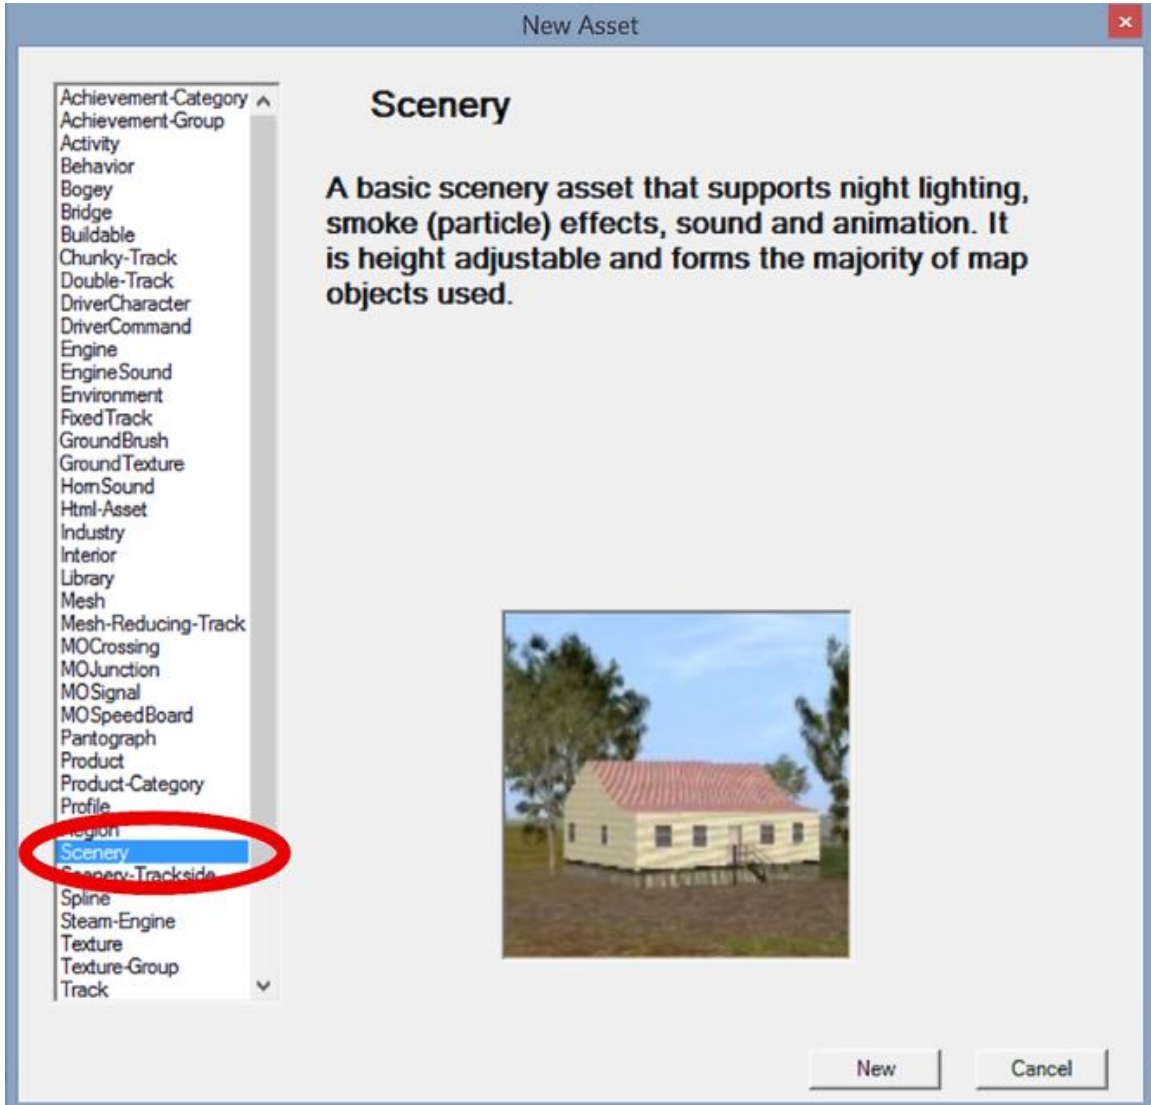 New Asset
Achievement-Category
Achievement-Group
Activity
Behavior
Bogey
Bridge
Buildable
Chunky-Track
Double-Track
DriverCharacter
DriverCommand
Engine
EngineSound
Environment
FixedTrack
GroundBrush
GroundTexture
HornSound
Html-Asset
Industry
Interior
Library
Mesh
Mesh-Reducing-Track
MOCrossing
MOJunction
MOSignal
MOSpeedBoard
Pantograph
Product
Product-Category
Profile
Region
Scenery
Scenery-Trackside
Spline
Steam-Engine
Texture
Texture-Group
Track
Scenery
A basic scenery asset that supports night lighting,
smoke (particle) effects, sound and animation. It
is height adjustable and forms the majority of map
objects used.
New
Cancel